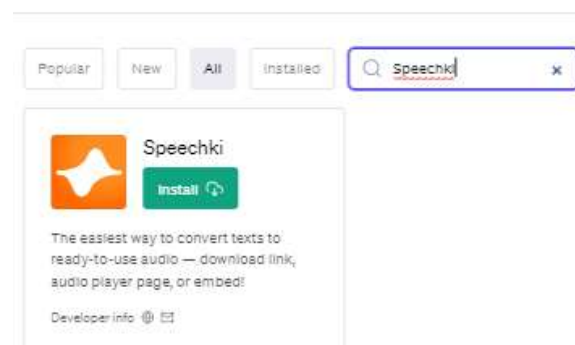 Popular New All Installed Speechki
Speechki
Install
The easiest way to convert texts to
ready-to-use audio — download link,
audio player page, or embed!
Developer info